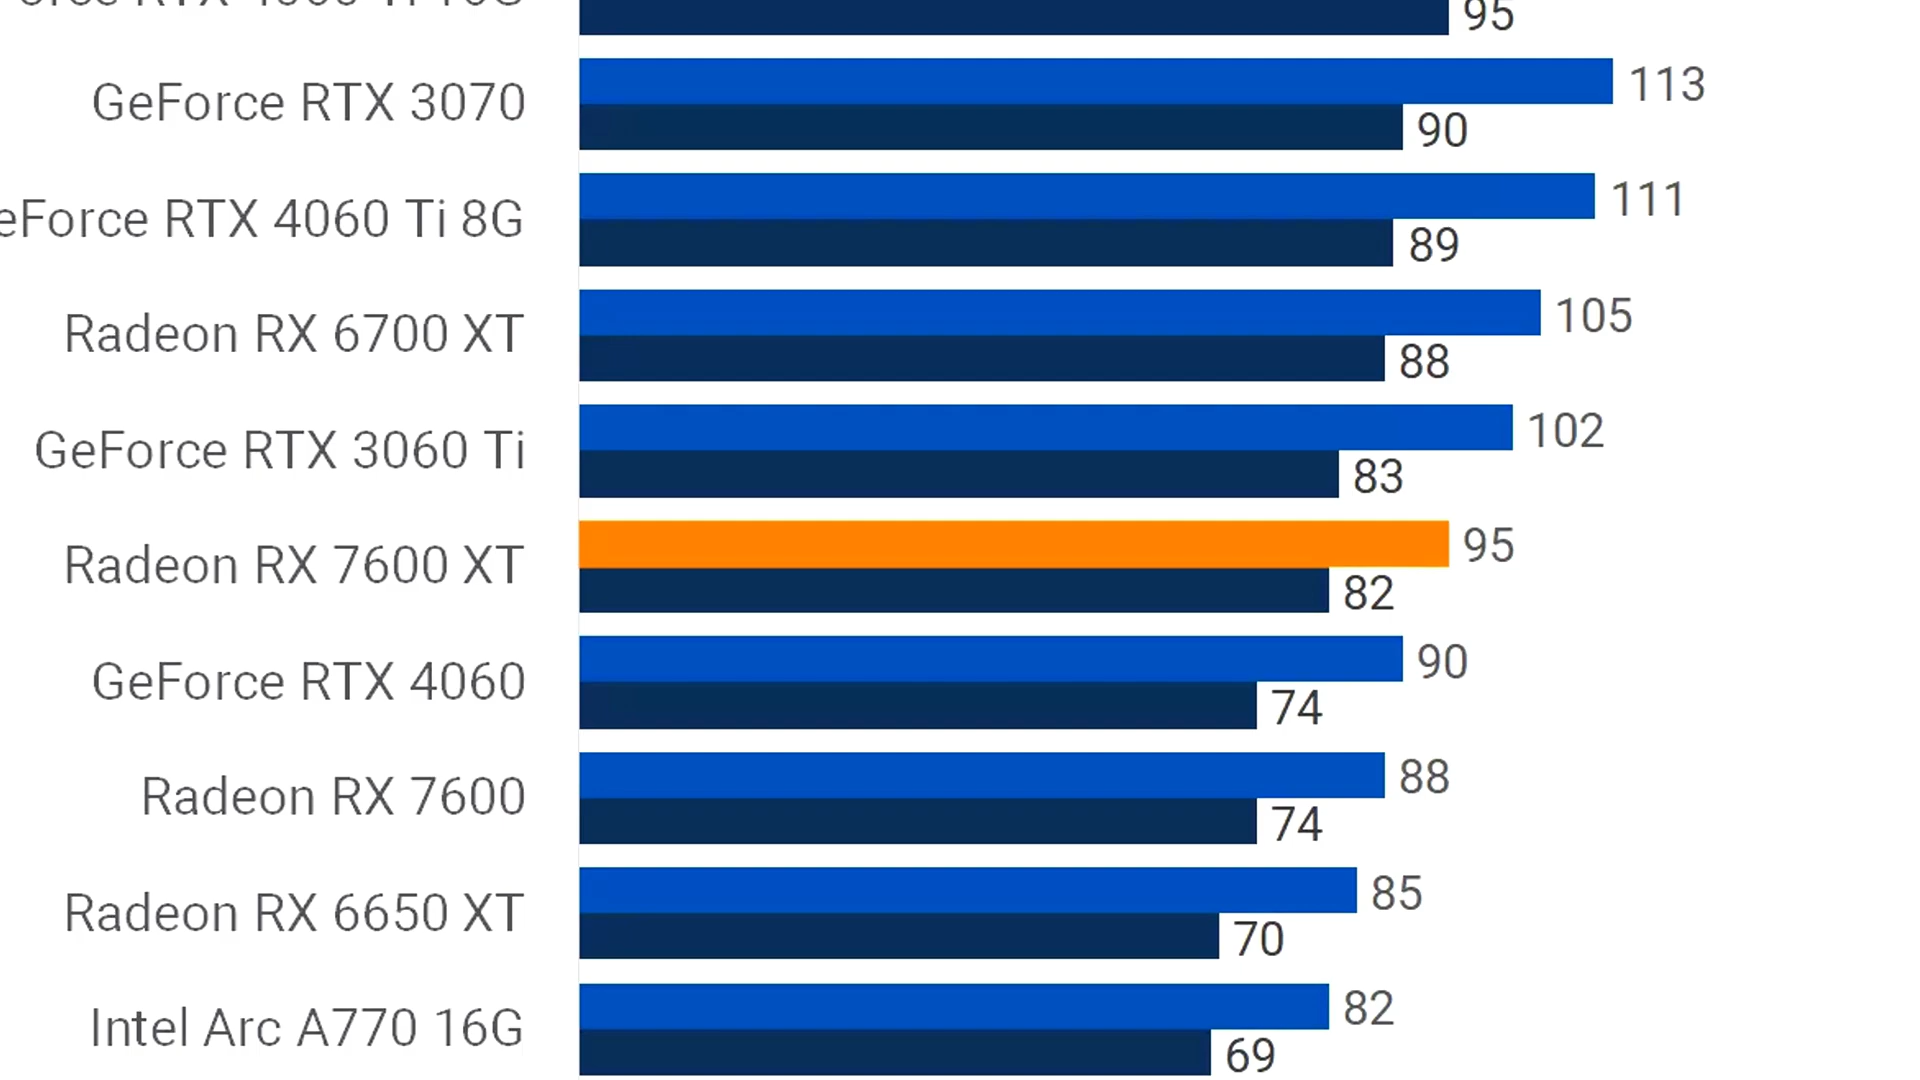 95
GeForce RTX 3070 113
90
eForce RTX 4060 Ti 8G 111
89
Radeon RX 6700 XT 105
88
GeForce RTX 3060 Ti 102
83
Radeon RX 7600 XT 95
82
GeForce RTX 4060 90
74
Radeon RX 7600 88
74
Radeon RX 6650 XT 85
70
Intel Arc A770 16G 82
69